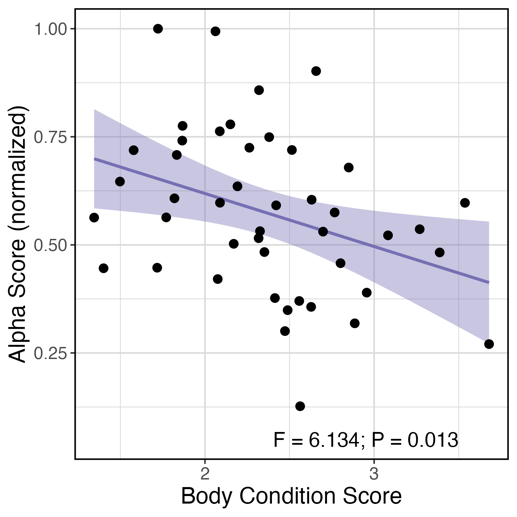 1.00
0.75
0.50
0.25
Alpha Score (normalized)
F = 6.134; P = 0.013
2
3
Body Condition Score